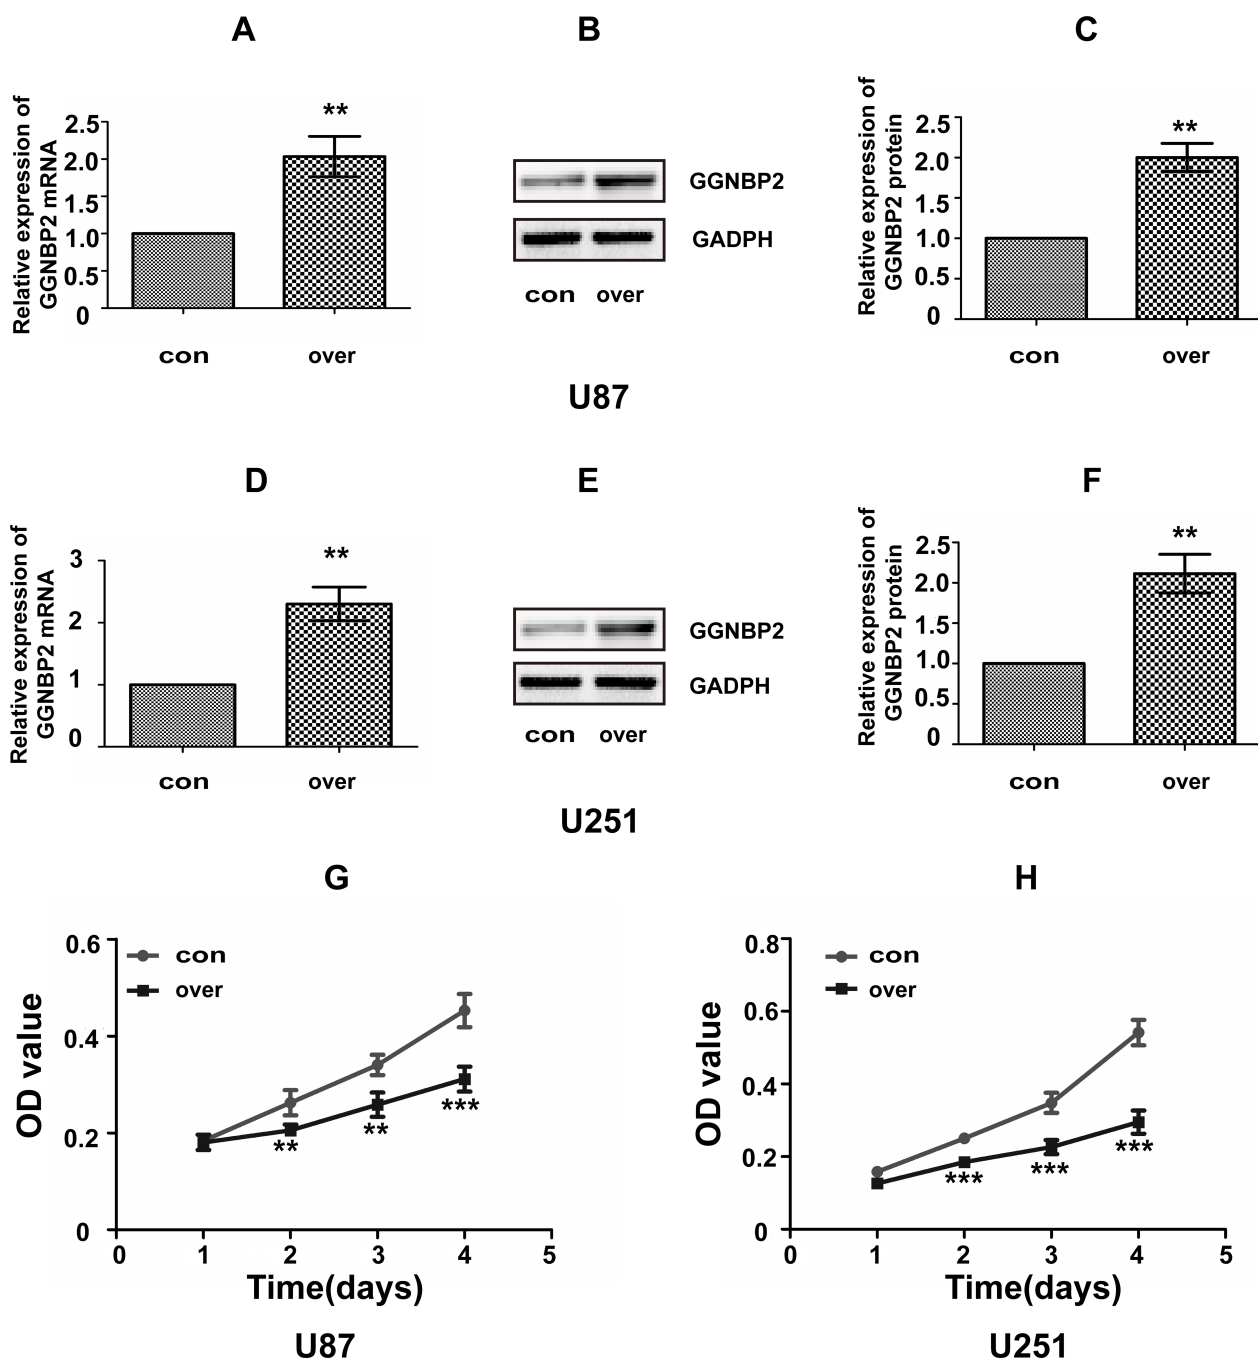 A
B
C
Relative expression of
GGNBP2 mRNA
2.5
2.0
1.5
1.0
0.5
0
**
con
over
GGNBP2
GADPH
con
over
Relative expression of
GGNBP2 protein
2.5
2.0
1.5
1.0
0.5
0
**
con
over
U87
D
E
F
Relative expression of
GGNBP2 mRNA
3
2
1
0
**
con
over
GGNBP2
GADPH
con
over
Relative expression of
GGNBP2 protein
2.5
2.0
1.5
1.0
0.5
0
**
con
over
U251
G
H
OD value
0.6
0.4
0.2
0
con
over
**
**
***
0 1 2 3 4 5
Time(days)
U87
OD value
0.8
0.6
0.4
0.2
0
con
over
***
***
***
0 1 2 3 4 5
Time(days)
U251